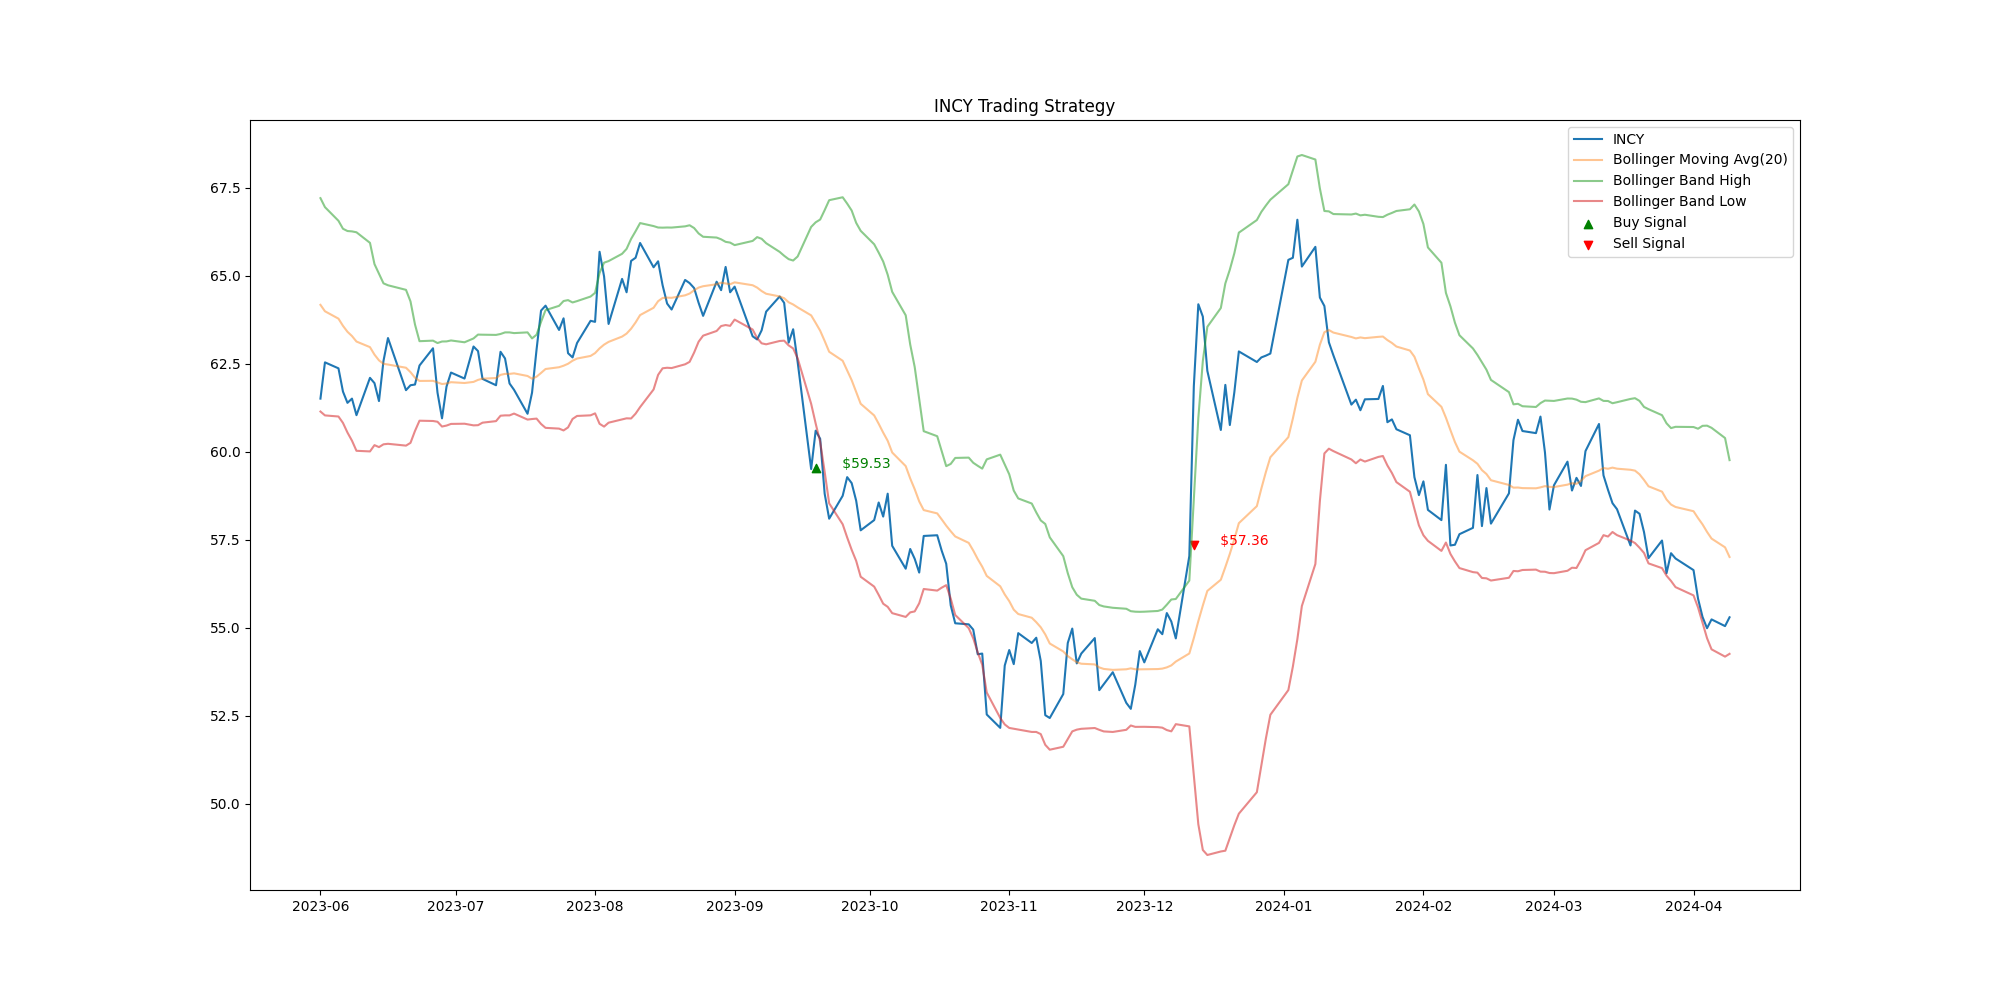 INCY Trading Strategy
INCY
Bollinger Moving Avg(20)
Bollinger Band High
Bollinger Band Low
Buy Signal
Sell Signal
67.5
65.0
62.5
60.0
57.5
55.0
52.5
50.0
$59.53
$57.36
2023-06 2023-07 2023-08 2023-09 2023-10 2023-11 2023-12 2024-01 2024-02 2024-03 2024-04